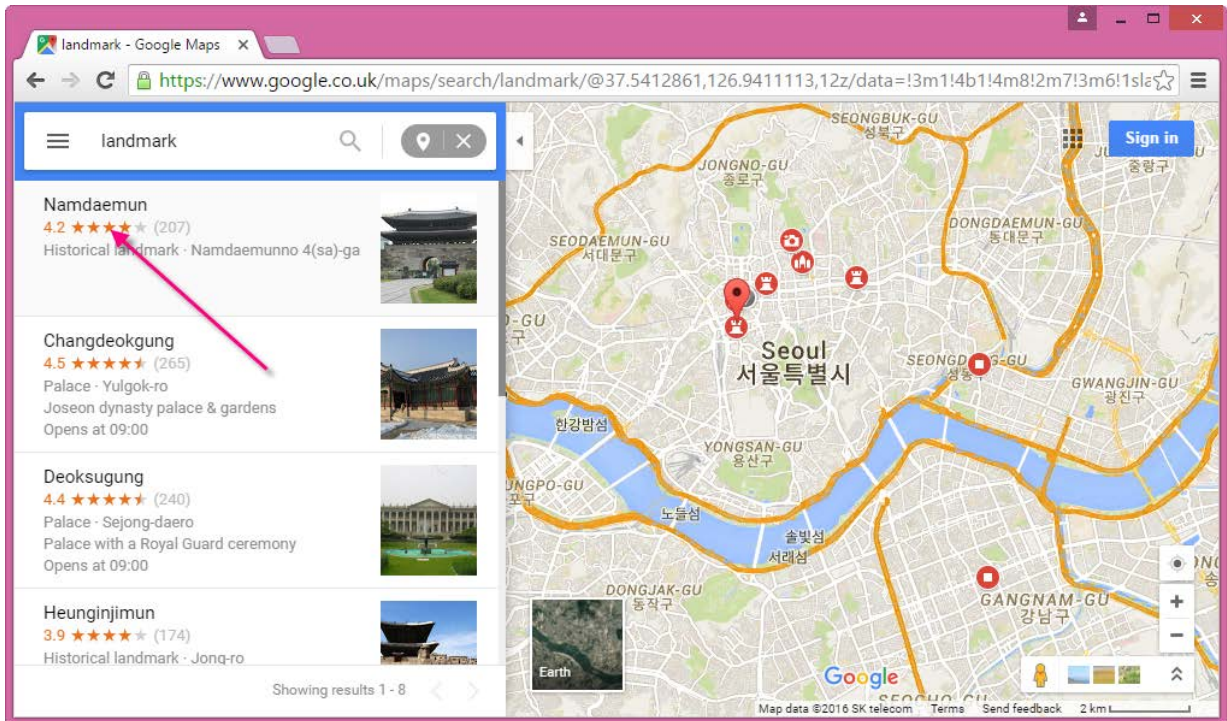 landmark - Google Maps
https://www.google.co.uk/maps/search/landmark/@37.5412861,126.9411113,12z/data=!3m1!4b1!4m8!2m7!3m6!1sla
landmark
Sign in
Namdaemun
4.2 ★★★★★ (207)
Historical landmark · Namdaemunno 4(sa)-ga
Changdeokgung
4.5 ★★★★★ (265)
Palace · Yulgok-ro
Joseon dynasty palace & gardens
Opens at 09:00
Deoksugung
4.4 ★★★★★ (240)
Palace · Sejong-daero
Palace with a Royal Guard ceremony
Opens at 09:00
Heunginjimun
3.9 ★★★★★ (174)
Historical landmark · Jong-ro
Showing results 1 - 8
SEONGBUK-GU
성북구
JONGNO-GU
종로구
중랑구
DONGDAEMUN-GU
동대문구
SEODAEMUN-GU
서대문구
Seoul
서울특별시
GWANGJIN-GU
광진구
한강밤섬
YONGSAN-GU
용산구
노들섬
솔빛섬
서래섬
DONGJAK-GU
동작구
GANGNAM-GU
강남구
Earth
Google
Map data ©2016 SK telecom
Terms
Send feedback
2 km